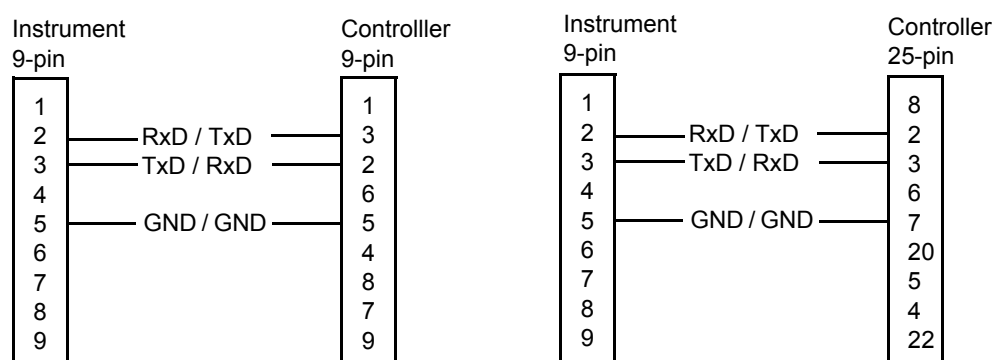 Instrument
9-pin
Controlller
9-pin
1 1
2 RxD / TxD 3
3 TxD / RxD 2
4 6
5 GND / GND 5
6 4
7 8
8 7
9 9
Instrument
9-pin
Controller
25-pin
1 8
2 RxD / TxD 2
3 TxD / RxD 3
4 6
5 GND / GND 7
6 20
7 5
8 4
9 22